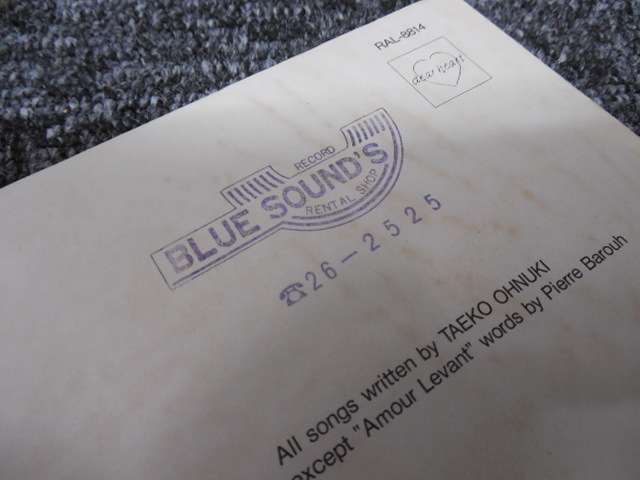 RAL-8814
dear heart
RECORD
BLUE SOUND'S
RENTAL SHOP
☎26-2525
All songs written by TAEKO OHNUKI
except "Amour Levant" words by Pierre Barouh